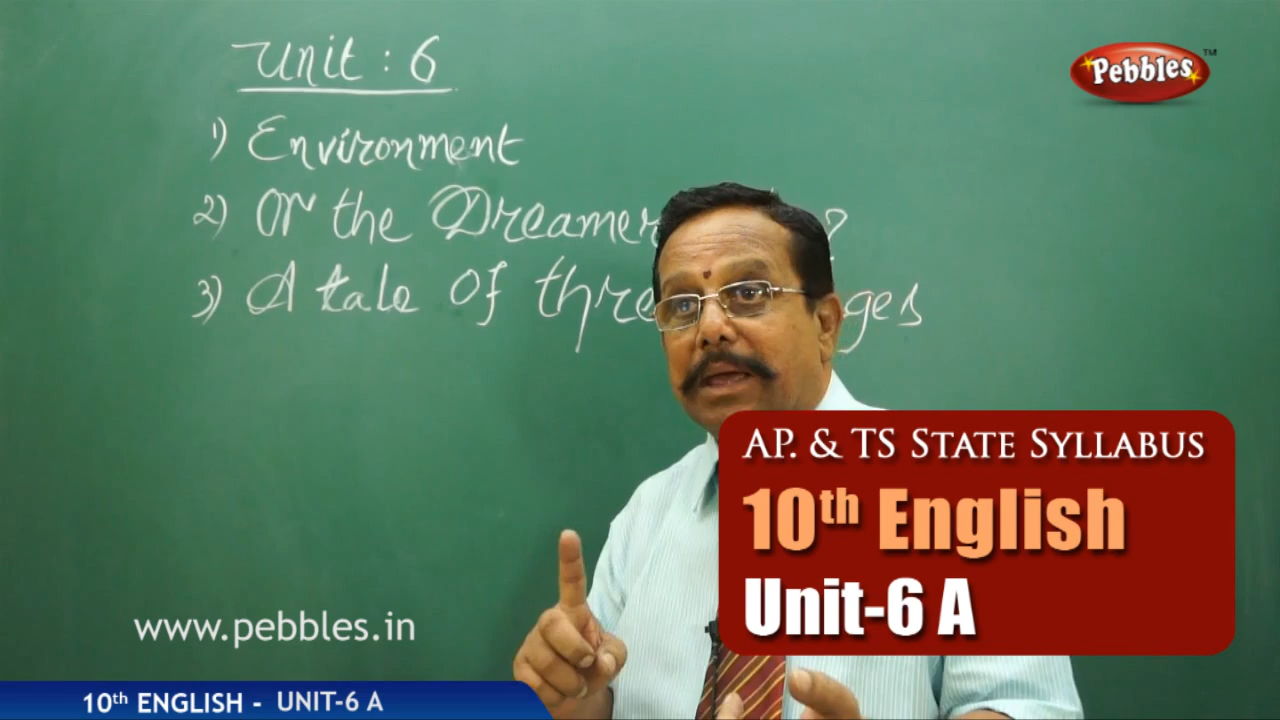 Unit : 6
Pebbles TM
1) Environment
2) Or the Dreamer ?
3) A tale of thre ges
AP. & TS STATE SYLLABUS
10th English
Unit-6 A
www.pebbles.in
10th ENGLISH - UNIT-6 A